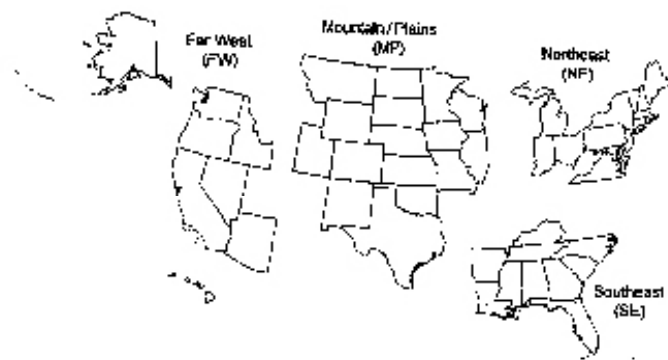 Far West
(FW)
Mountain/Plains
(MP)
Northeast
(NE)
Southeast
(SE)